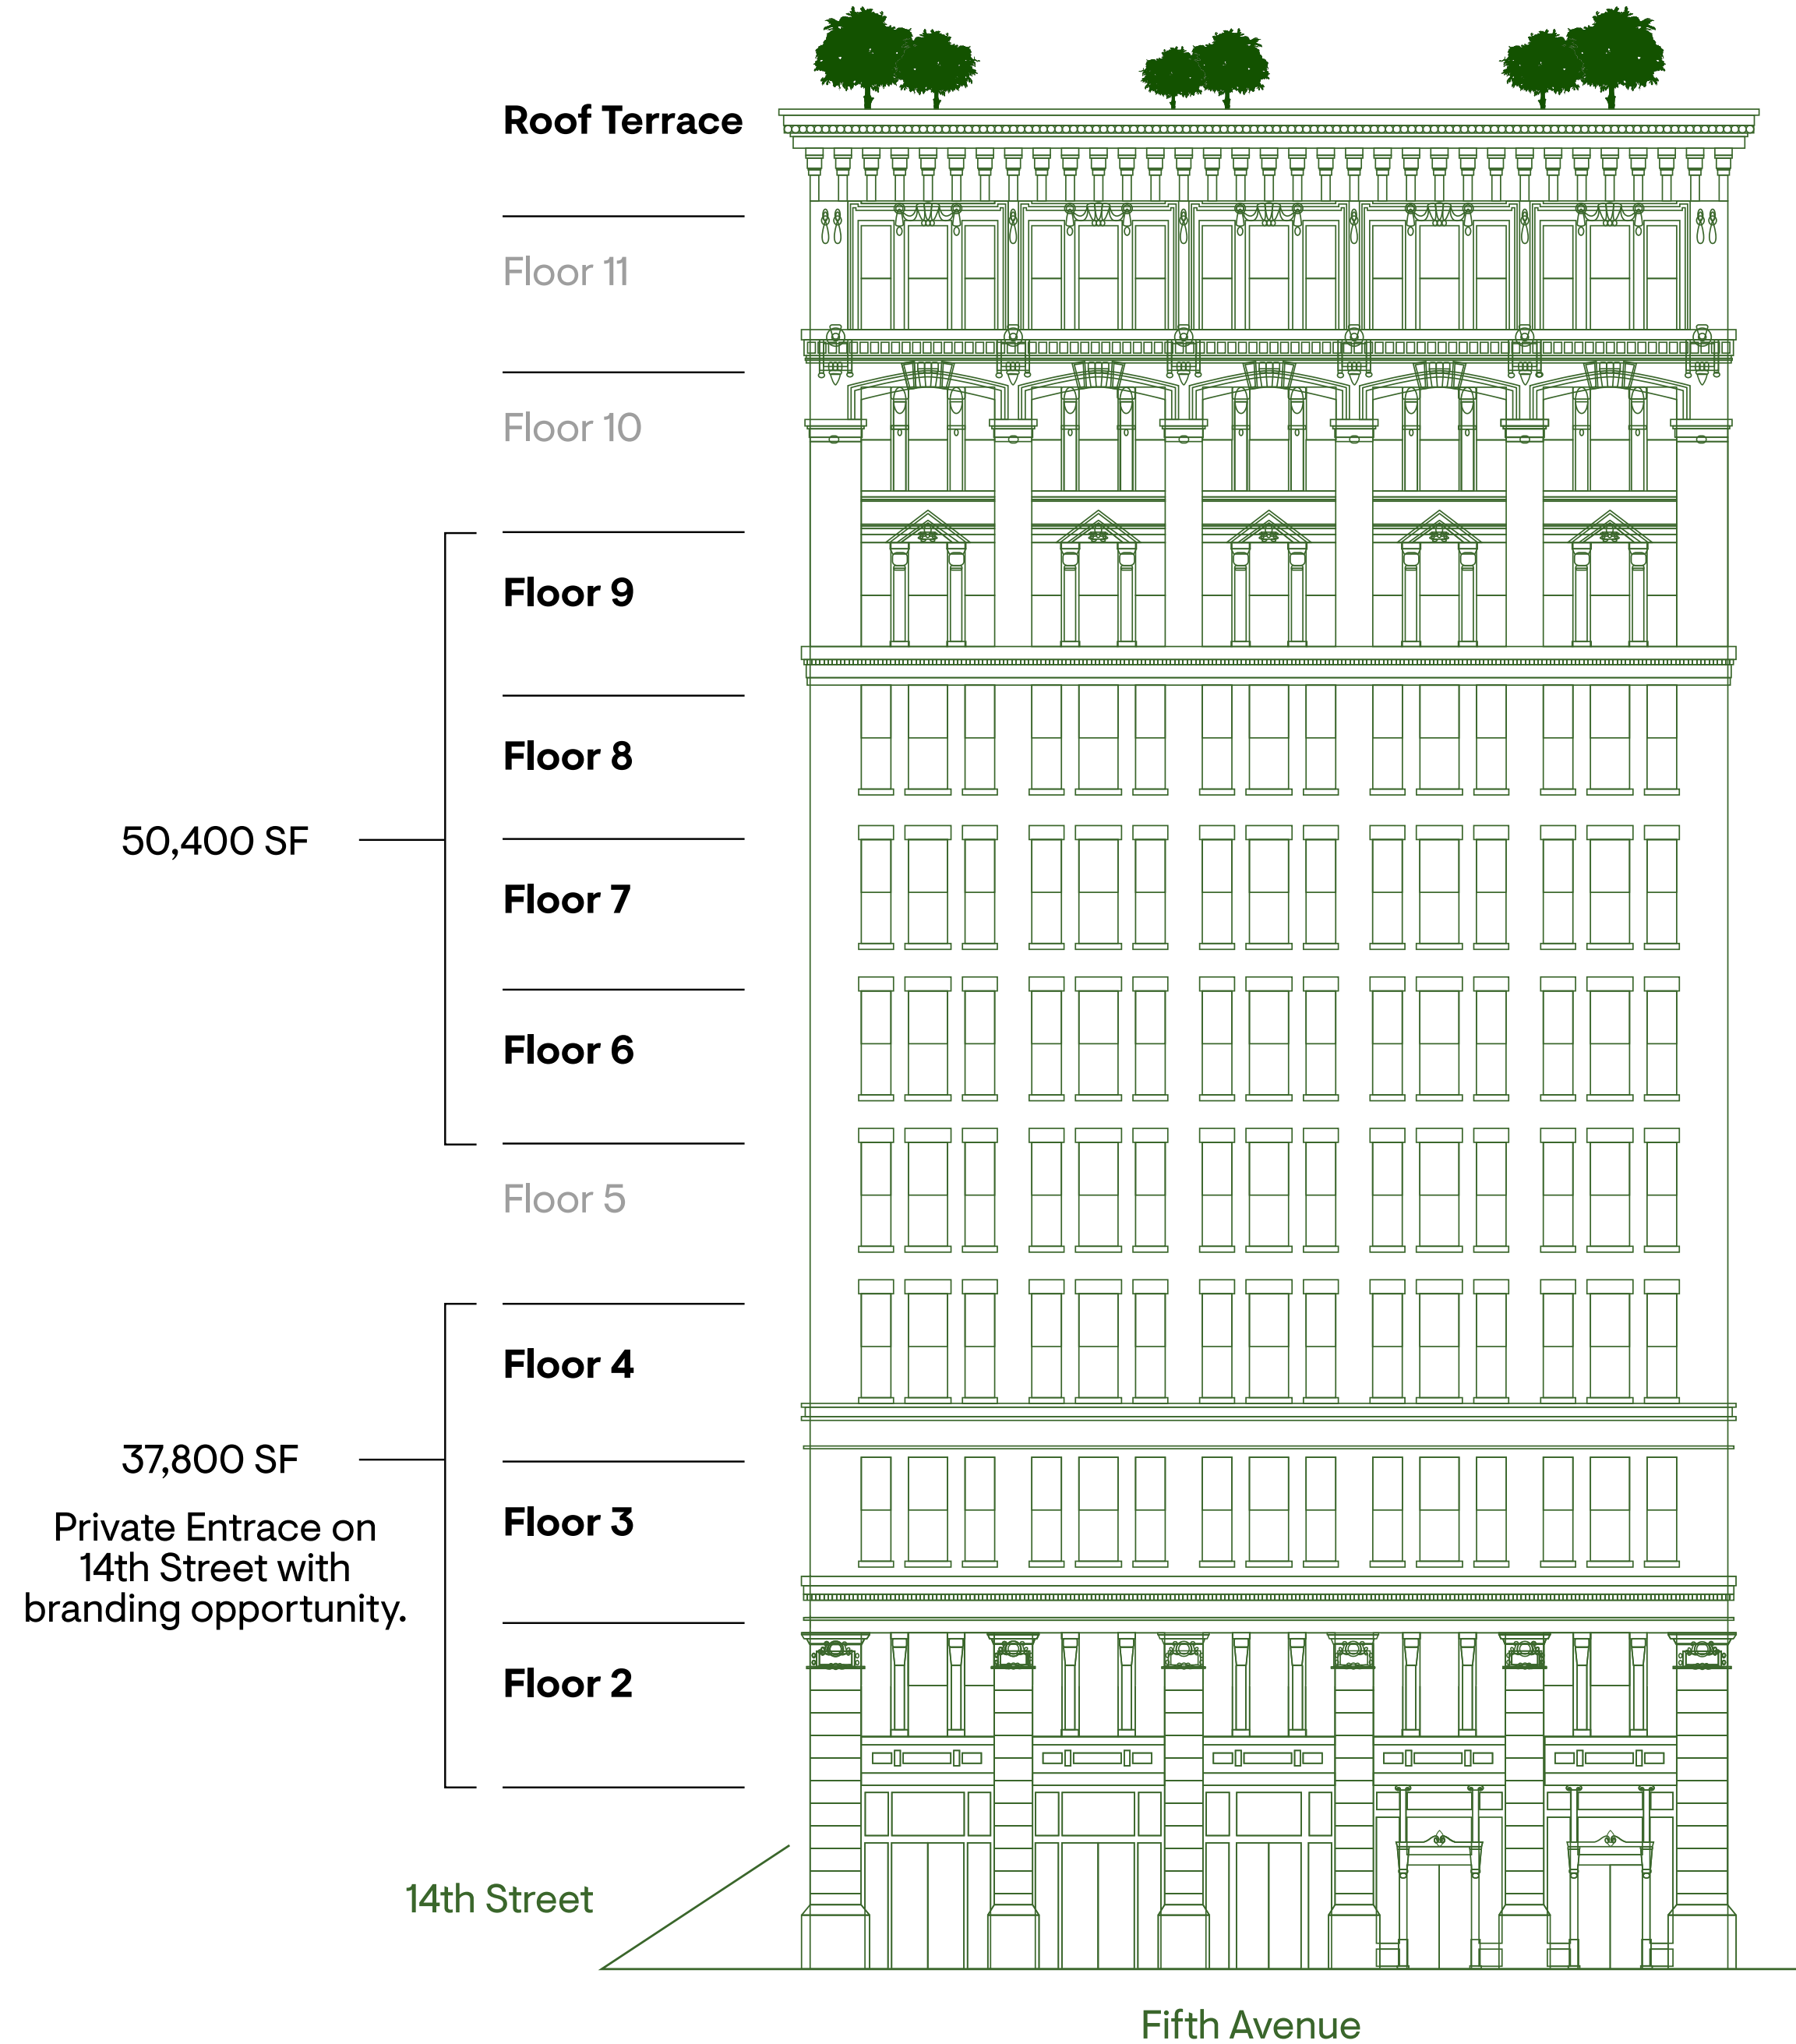 Roof Terrace
Floor 11
Floor 10
Floor 9
Floor 8
50,400 SF
Floor 7
Floor 6
Floor 5
Floor 4
37,800 SF
Private Entrace on
14th Street with
branding opportunity.
Floor 3
Floor 2
14th Street
Fifth Avenue